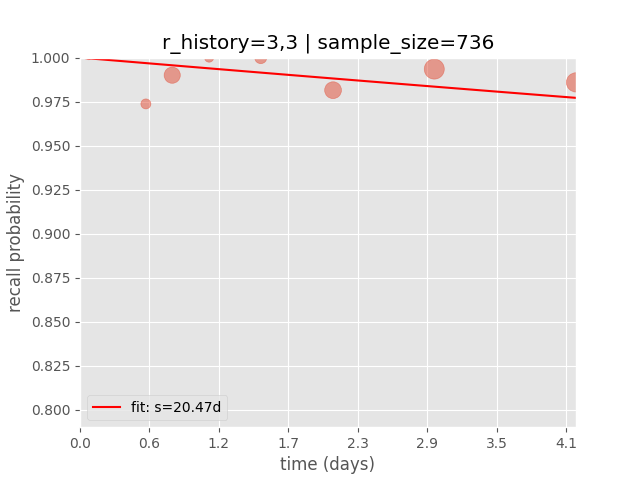 r_history=3,3 | sample_size=736
recall probability
1.000
0.975
0.950
0.925
0.900
0.875
0.850
0.825
0.800
fit: s=20.47d
0.0 0.6 1.2 1.7 2.3 2.9 3.5 4.1
time (days)